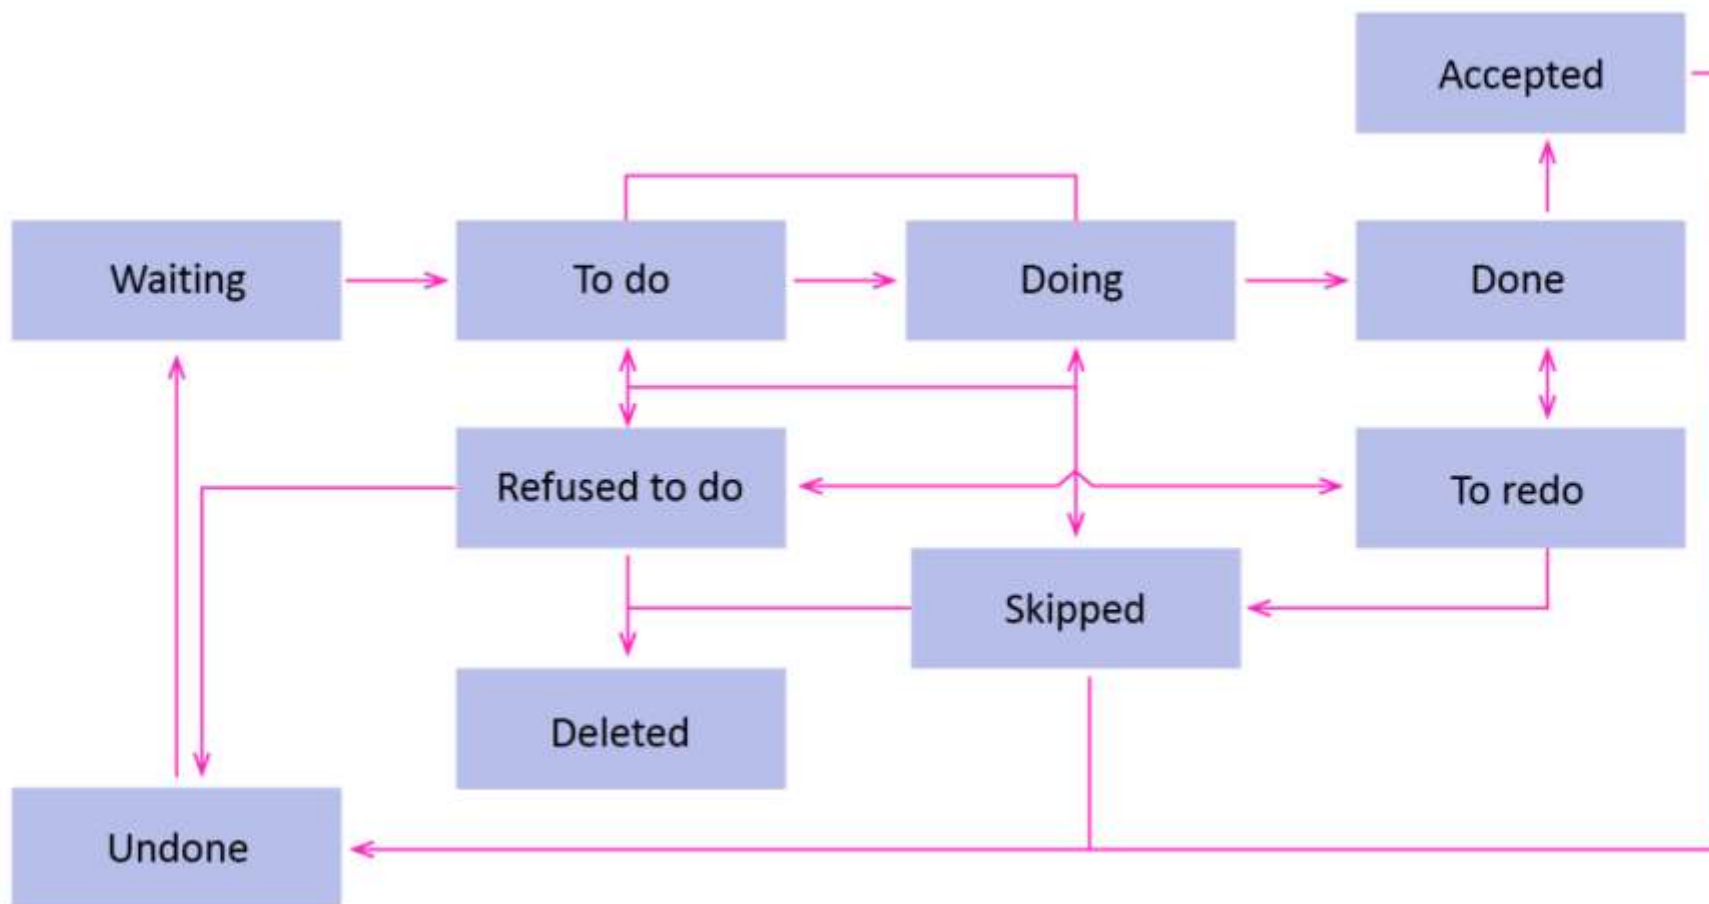 Accepted
Waiting
To do
Doing
Done
Refused to do
To redo
Skipped
Deleted
Undone